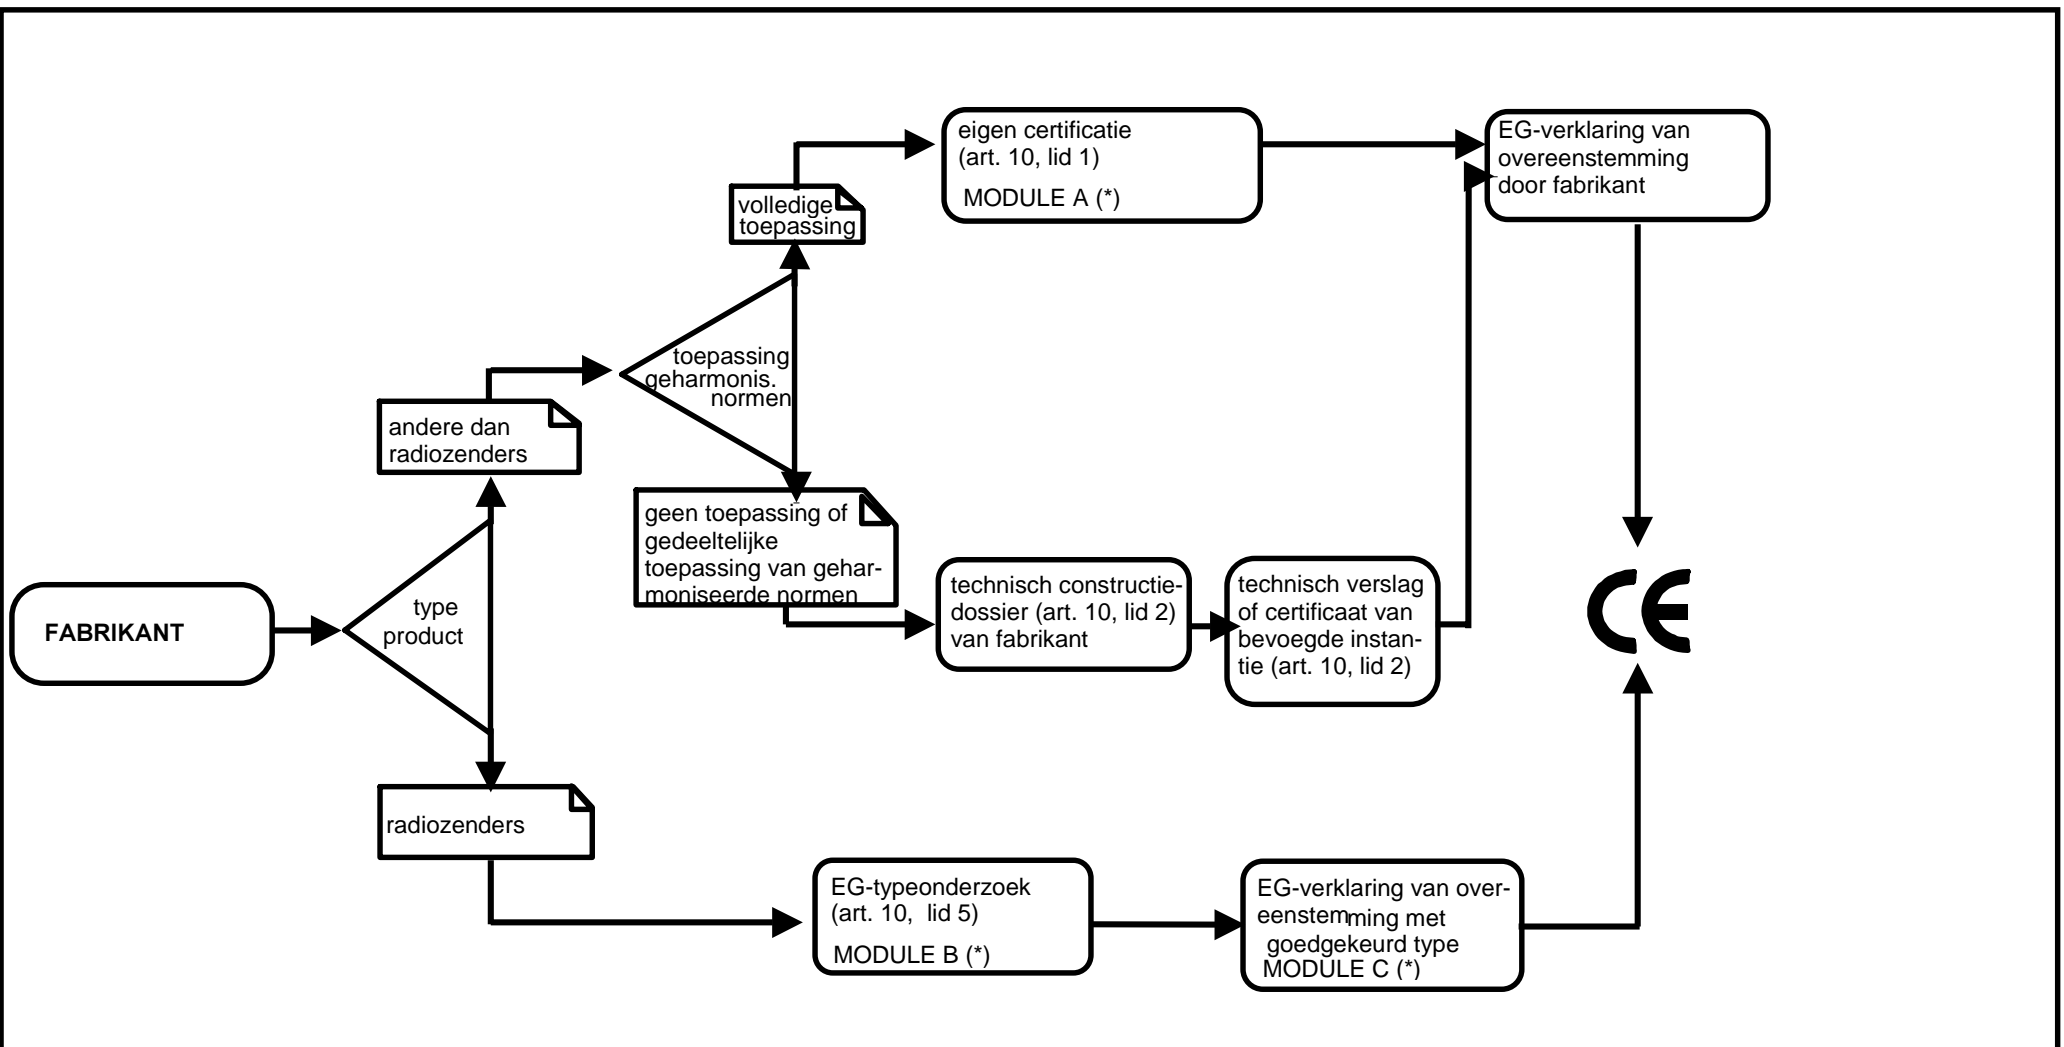 eigen certificatie
(art. 10, lid 1)
MODULE A (*)
EG-verklaring van
overeenstemming
door fabrikant
volledige
toepassing
toepassing
geharmonis.
normen
andere dan
radiozenders
geen toepassing of
gedeeltelijke
toepassing van gehar-
moniseerde normen
technisch constructie-
dossier (art. 10, lid 2)
van fabrikant
technisch verslag
of certificaat van
bevoegde instan-
tie (art. 10, lid 2)
CE
FABRIKANT
type
product
radiozenders
EG-typeonderzoek
(art. 10, lid 5)
MODULE B (*)
EG-verklaring van over-
eenstemming met
goedgekeurd type
MODULE C (*)